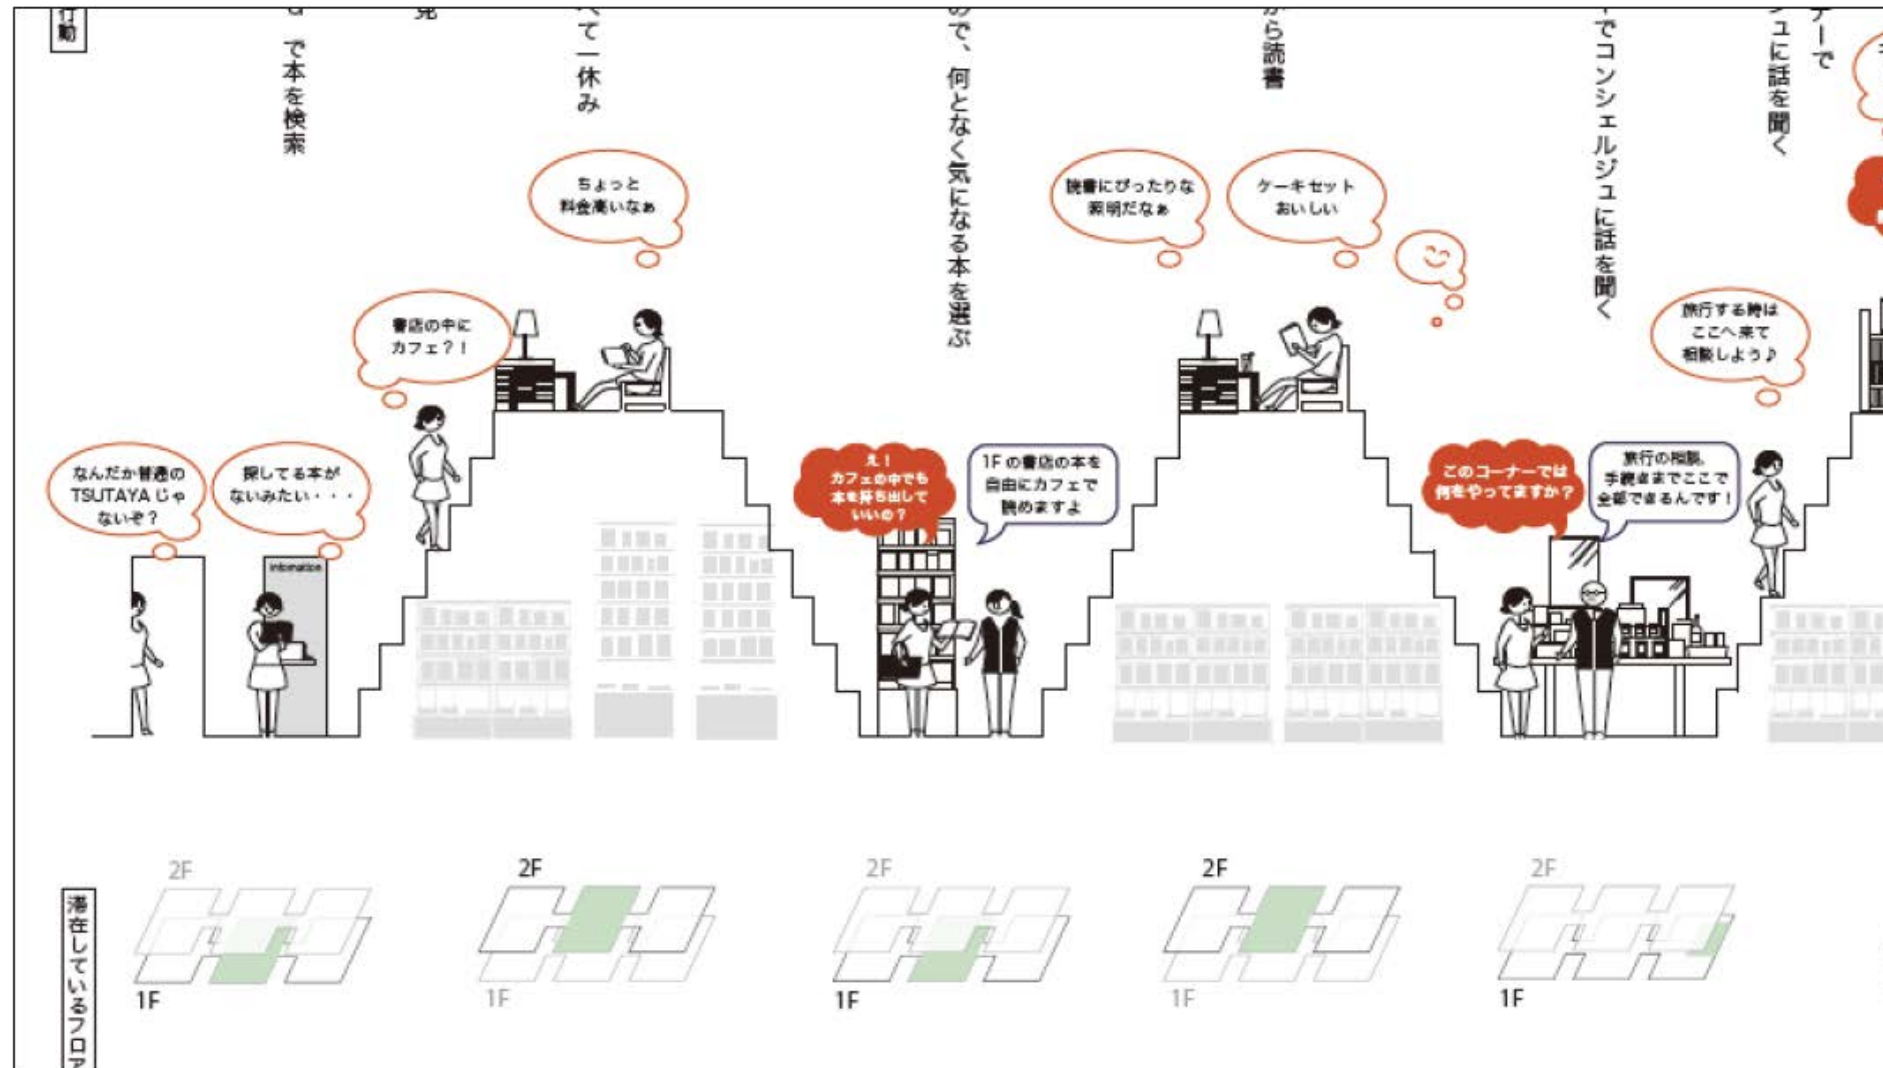 行動
で本を検索
べて一休み
ので、何となく気になる本を選ぶ
がら読書
でコンシェルジュに話を聞く
ジュに話を聞く
ナーで
なんだか普通の
TSUTAYA じゃ
ないぞ？
探してる本が
ないみたい・・・
infomation
書店の中に
カフェ？！
ちょっと
料金高いなぁ
え！
カフェの中でも
本を持ち出して
いいの？
1F の書店の本を
自由にカフェで
読めますよ
読書にぴったりな
照明だなぁ
ケーキセット
おいしい
このコーナーでは
何をやってますか？
旅行の相談、
手続きまでここで
全部できるんです！
旅行する時は
ここへ来て
相談しよう♪
滞在しているフロア
2F
1F
2F
1F
2F
1F
2F
1F
2F
1F